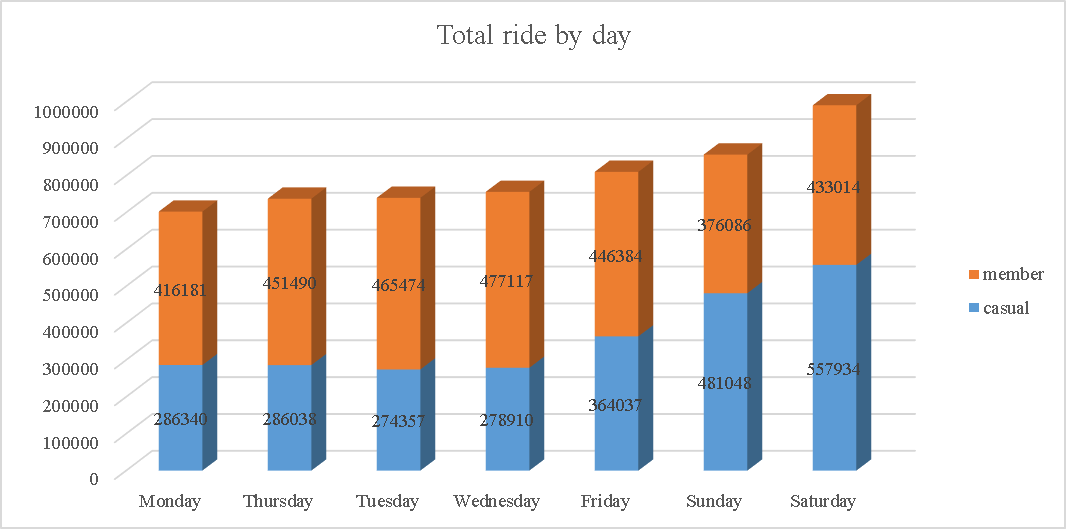 Total ride by day
1000000
900000
800000
700000
600000
500000
400000
300000
200000
100000
0
416181
451490
465474
477117
446384
376086
433014
286340
286038
274357
278910
364037
481048
557934
Monday
Thursday
Tuesday
Wednesday
Friday
Sunday
Saturday
member
casual